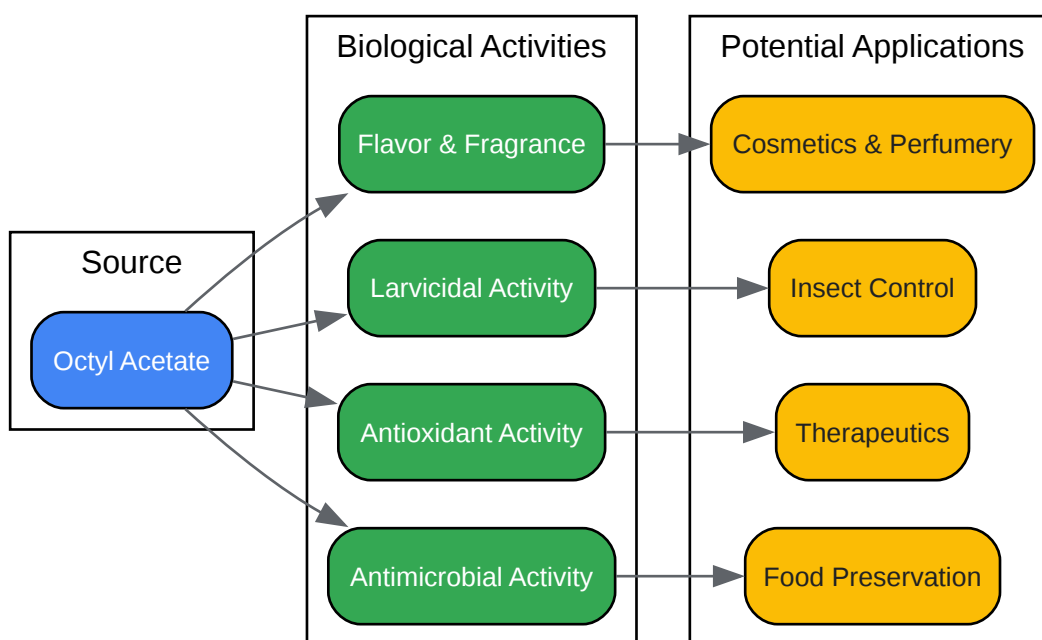 Biological Activities
Potential Applications
Flavor & Fragrance
Cosmetics & Perfumery
Source
Larvicidal Activity
Insect Control
Octyl Acetate
Antioxidant Activity
Therapeutics
Antimicrobial Activity
Food Preservation